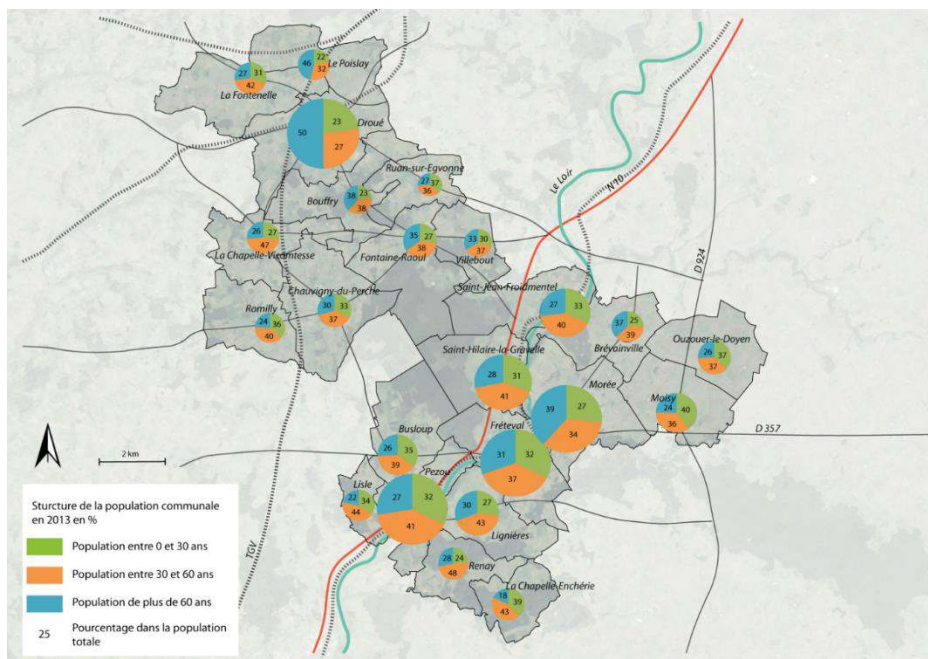 46 22
32
Le Poislay
27 31
42
La Fontenelle
50 23
27
Droué
Ruan-sur-Egvonne
27 37
36
38 23
38
Bouffry
26 27
47
La Chapelle-Vicomtesse
35 27
38
Fontaine-Raoul
33 30
37
Villebout
Le Loir
N 10
D 924
Chauvigny-du-Perche
30 33
37
Romilly
24 36
40
Saint-Jean-Froidmentel
27 33
40
37 25
39
Brévainville
Ouzouer-le-Doyen
26 37
37
Saint-Hilaire-la-Gravelle
28 31
41
Morée
39 27
34
Moisy
24 40
36
D 357
Fréteval
31 32
37
Busloup
26 35
39
Pezou
27 32
41
Lisle
22 34
44
30 27
43
Lignières
28 24
48
Renay
La Chapelle-Enchérie
18 39
43
TGV
2 km
Sturcture de la population communale
en 2013 en %
Population entre 0 et 30 ans
Population entre 30 et 60 ans
Population de plus de 60 ans
25 Pourcentage dans la population
totale